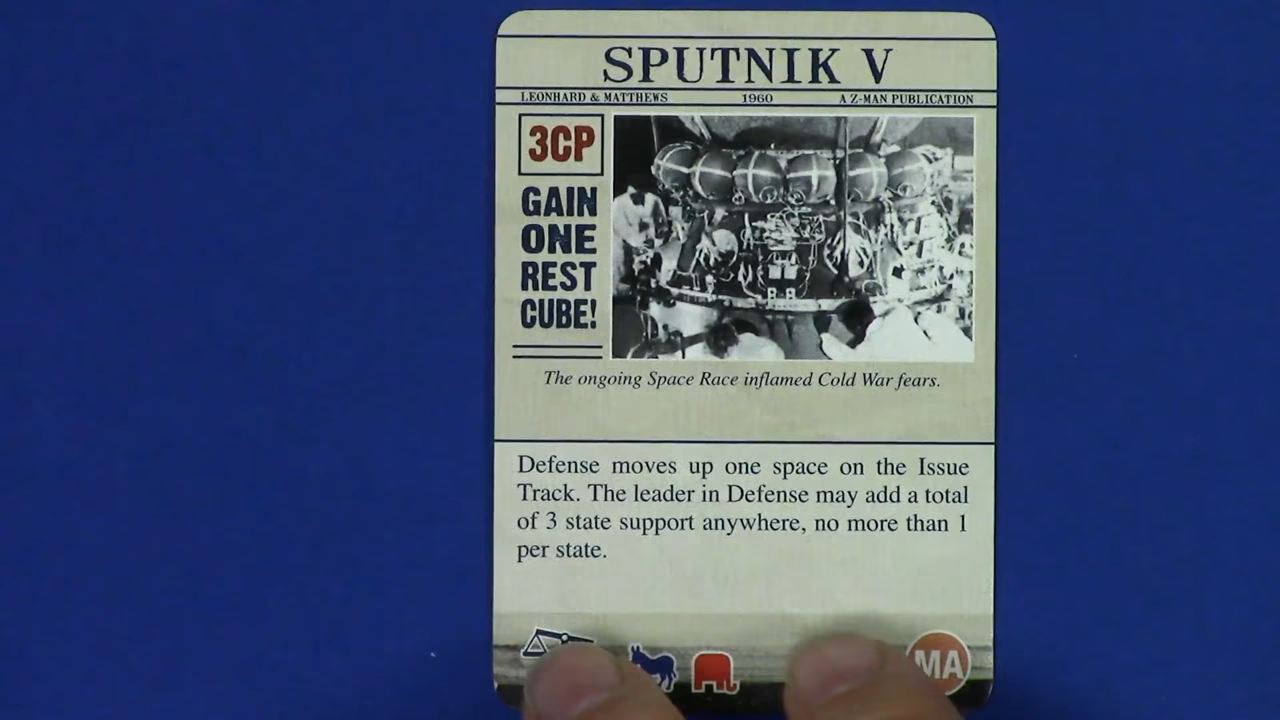 SPUTNIK V
LEONHARD & MATTHEWS 1960 A Z-MAN PUBLICATION
3CP
GAIN
ONE
REST
CUBE!
The ongoing Space Race inflamed Cold War fears.
Defense moves up one space on the Issue
Track. The leader in Defense may add a total
of 3 state support anywhere, no more than 1
per state.
MA